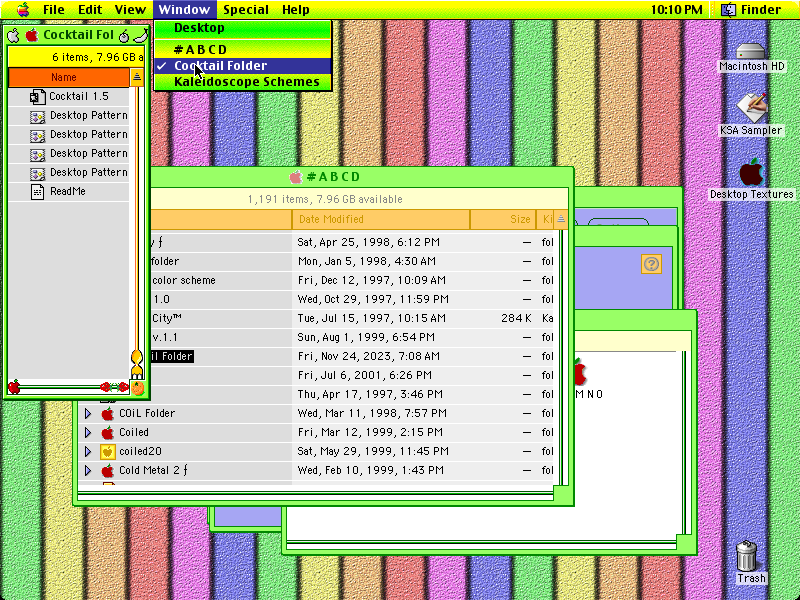 File Edit View Window Special Help 10:10 PM Finder
Desktop
#ABCD
✓ Cocktail Folder
Kaleidoscope Schemes
Cocktail Fol
6 items, 7.96 GB a
Name
Cocktail 1.5
Desktop Pattern
Desktop Pattern
Desktop Pattern
Desktop Pattern
ReadMe
Macintosh HD
KSA Sampler
Desktop Textures
Trash
#ABCD
1,191 items, 7.96 GB available
Date Modified Size Ki
y ƒ Sat, Apr 25, 1998, 6:12 PM — fol
folder Mon, Jan 5, 1998, 4:30 AM — fol
color scheme Fri, Dec 12, 1997, 10:09 AM — fol
1.0 Wed, Oct 29, 1997, 11:59 PM — fol
City™ Tue, Jul 15, 1997, 10:15 AM 284 K Ka
v.1.1 Sun, Aug 1, 1999, 6:54 PM — fol
il Folder Fri, Nov 24, 2023, 7:08 AM — fol
Fri, Jul 6, 2001, 6:26 PM — fol
Thu, Apr 17, 1997, 3:46 PM — fol
COiL Folder Wed, Mar 11, 1998, 7:57 PM — fol
Coiled Fri, Mar 12, 1999, 2:15 PM — fol
coiled20 Sat, May 29, 1999, 11:45 PM — fol
Cold Metal 2 ƒ Wed, Feb 10, 1999, 1:43 PM — fol
?
M N O